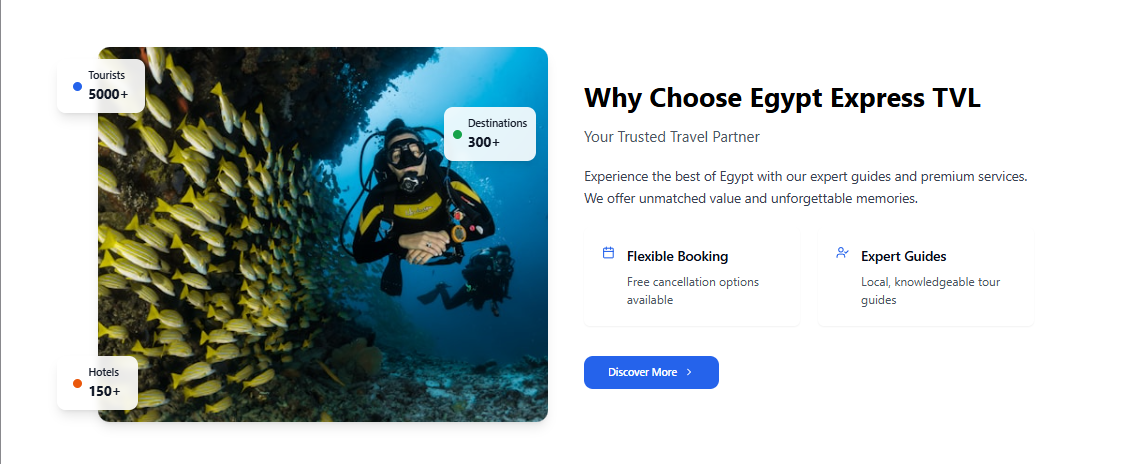 Tourists
5000+
Destinations
300+
Hotels
150+
Why Choose Egypt Express TVL
Your Trusted Travel Partner
Experience the best of Egypt with our expert guides and premium services.
We offer unmatched value and unforgettable memories.
Flexible Booking
Free cancellation options
available
Expert Guides
Local, knowledgeable tour
guides
Discover More